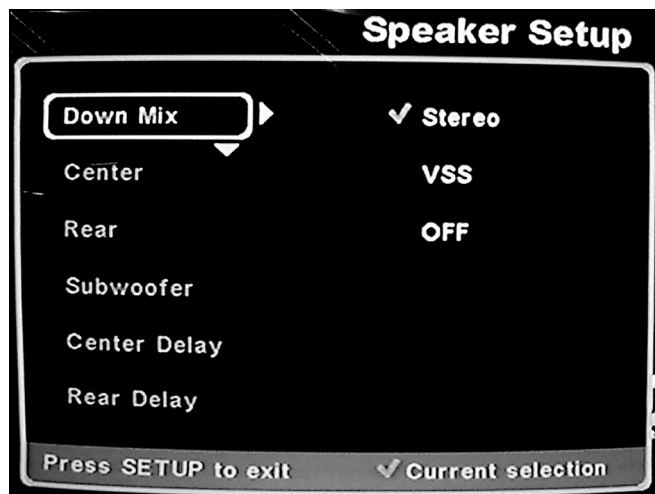 Speaker Setup
Down Mix
Stereo
Center
VSS
Rear
OFF
Subwoofer
Center Delay
Rear Delay
Press SETUP to exit
Current selection